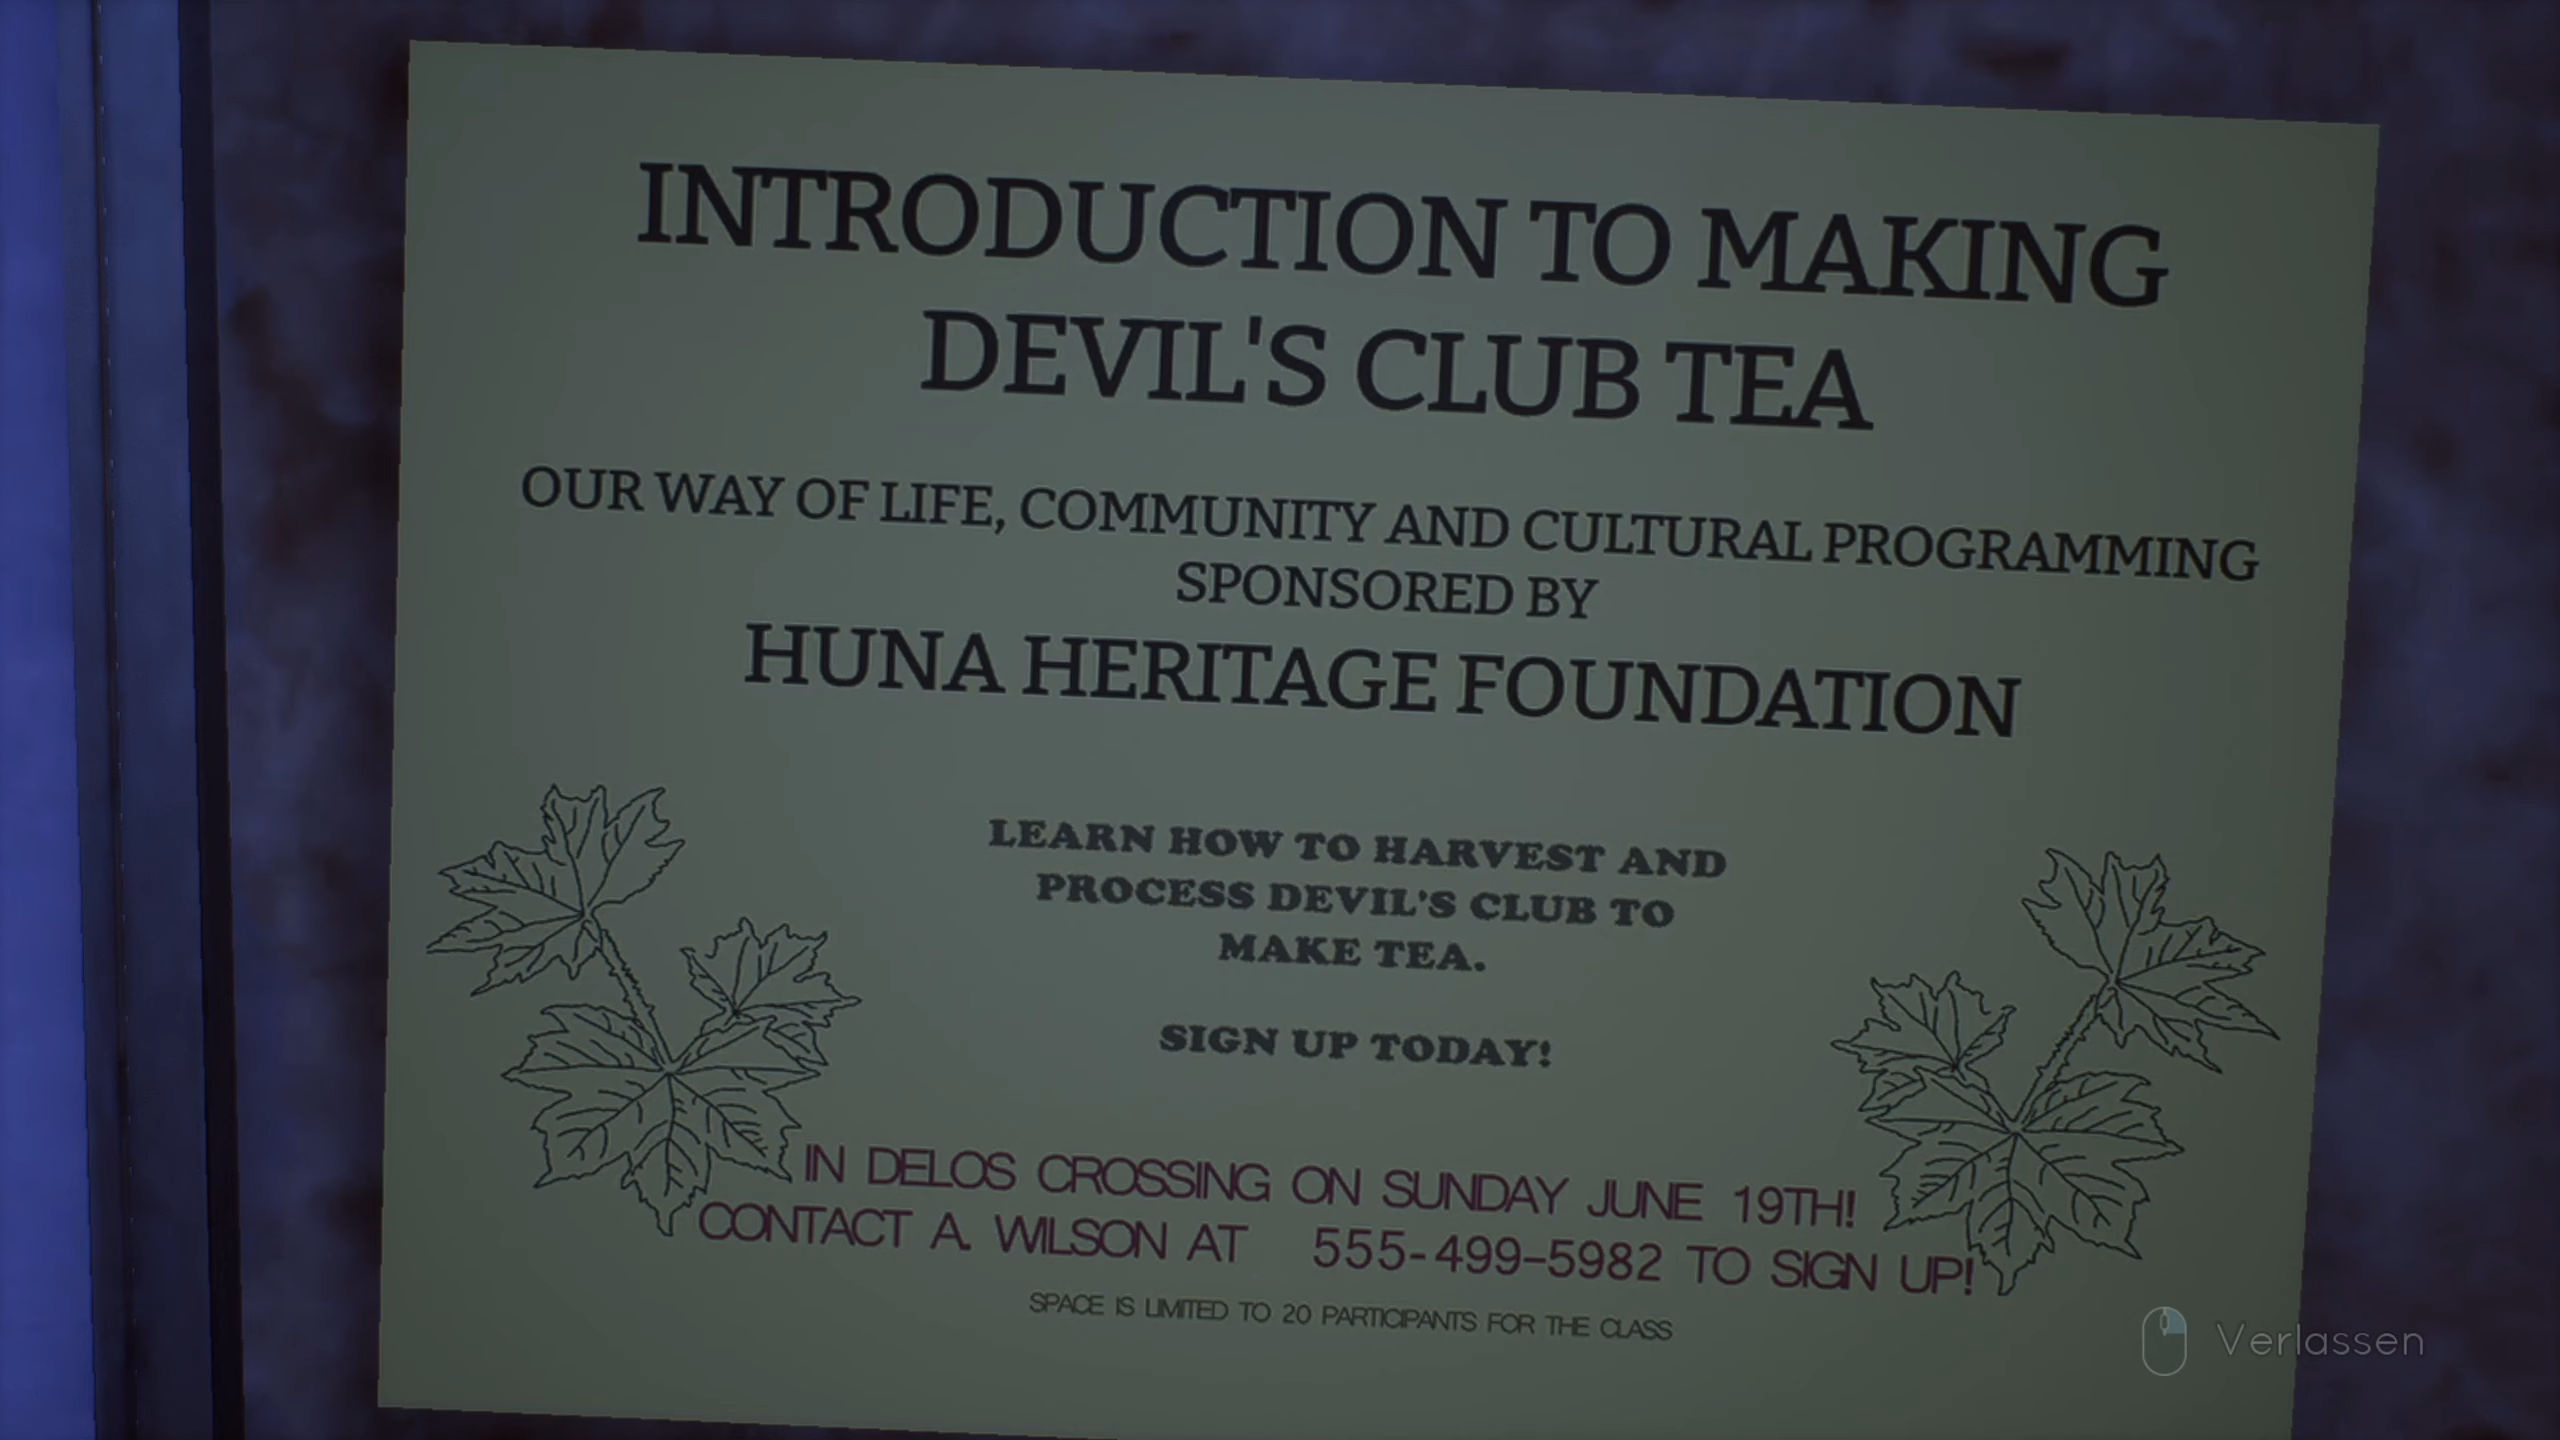 INTRODUCTION TO MAKING
DEVIL'S CLUB TEA
OUR WAY OF LIFE, COMMUNITY AND CULTURAL PROGRAMMING
SPONSORED BY
HUNA HERITAGE FOUNDATION
LEARN HOW TO HARVEST AND
PROCESS DEVIL'S CLUB TO
MAKE TEA.
SIGN UP TODAY!
IN DELOS CROSSING ON SUNDAY JUNE 19TH!
CONTACT A. WILSON AT 555-499-5982 TO SIGN UP!
SPACE IS LIMITED TO 20 PARTICIPANTS FOR THE CLASS
Verlassen